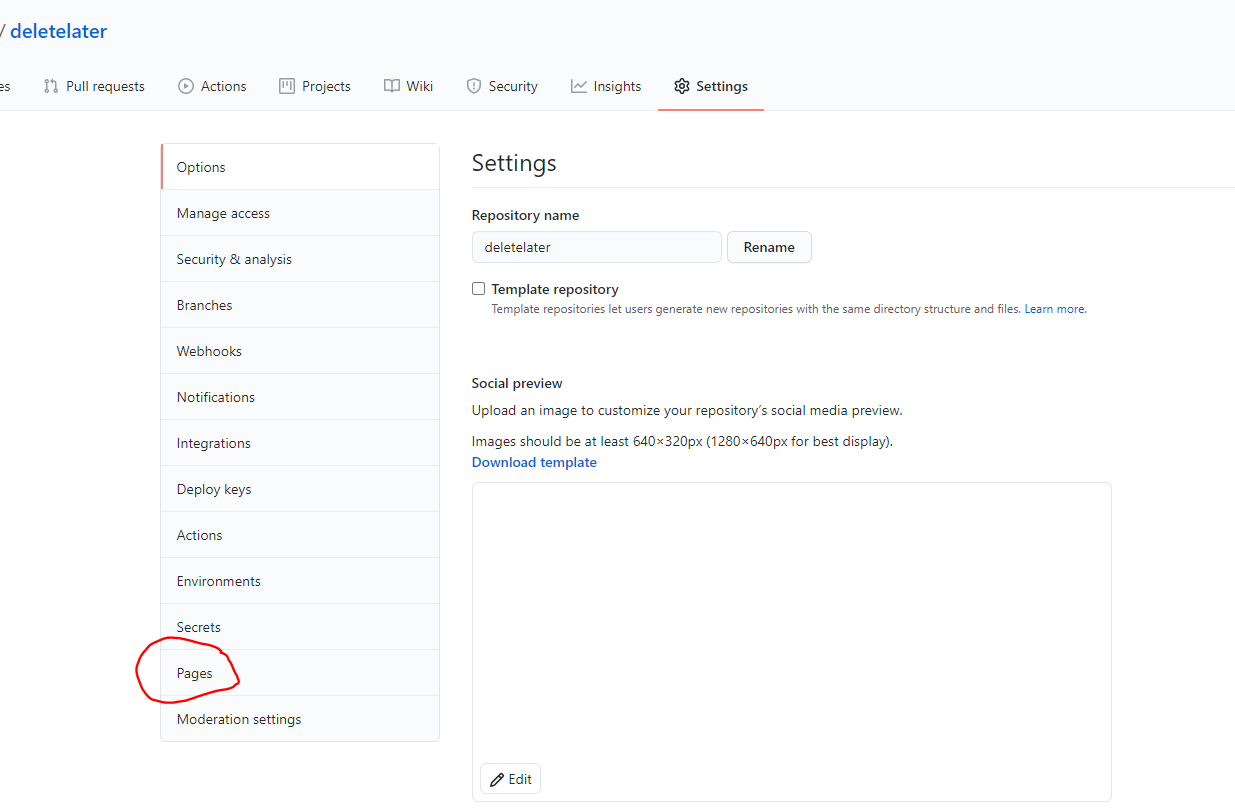 / deletelater
es Pull requests Actions Projects Wiki Security Insights Settings
Options
Manage access
Security & analysis
Branches
Webhooks
Notifications
Integrations
Deploy keys
Actions
Environments
Secrets
Pages
Moderation settings
Settings
Repository name
deletelater Rename
Template repository
Template repositories let users generate new repositories with the same directory structure and files. Learn more.
Social preview
Upload an image to customize your repository’s social media preview.
Images should be at least 640×320px (1280×640px for best display).
Download template
Edit